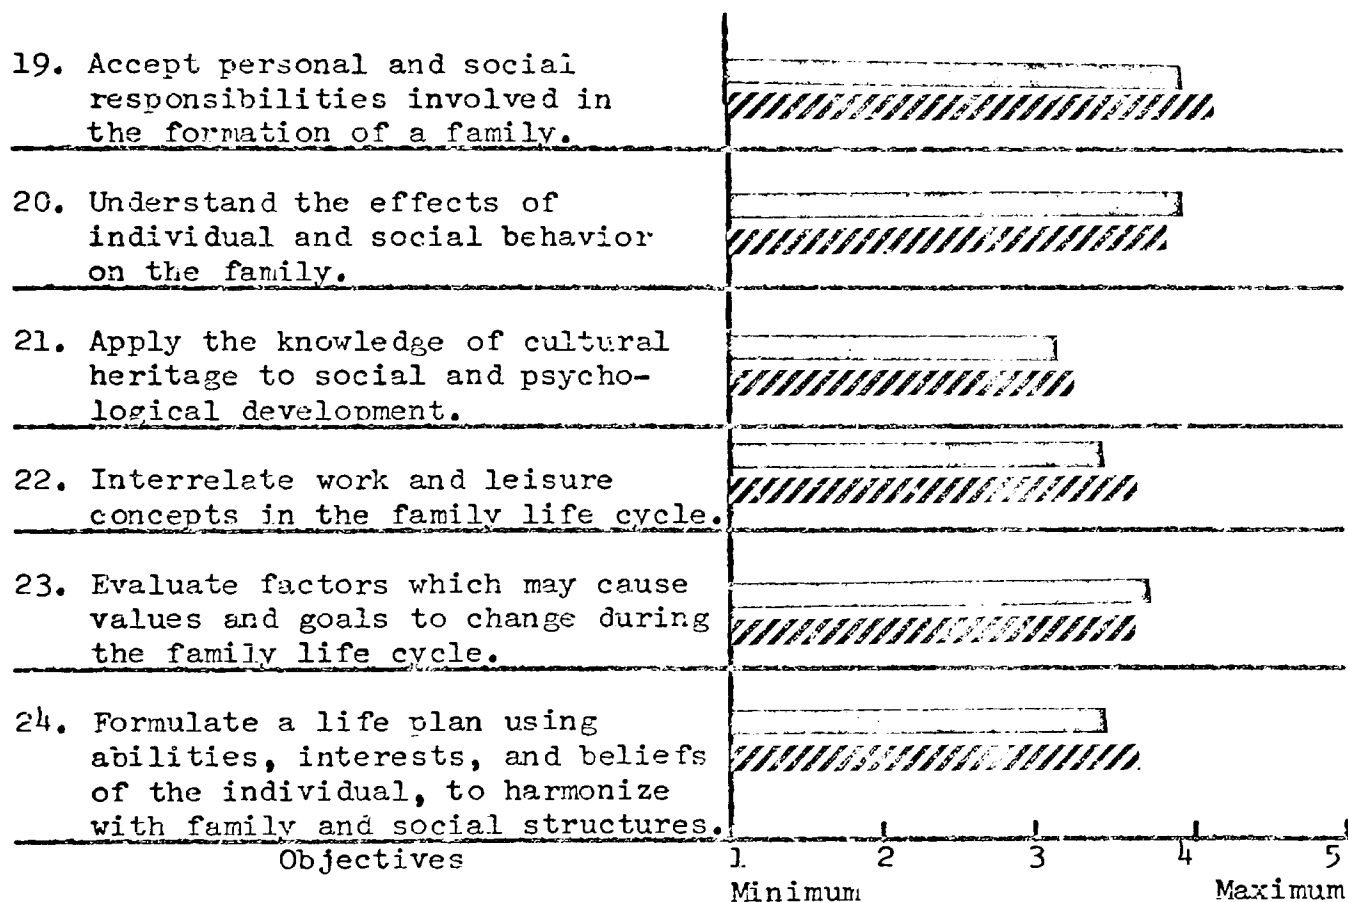 19. Accept personal and social
responsibilities involved in
the formation of a family.
20. Understand the effects of
individual and social behavior
on the family.
21. Apply the knowledge of cultural
heritage to social and psycho-
logical development.
22. Interrelate work and leisure
concepts in the family life cycle.
23. Evaluate factors which may cause
values and goals to change during
the family life cycle.
24. Formulate a life plan using
abilities, interests, and beliefs
of the individual, to harmonize
with family and social structures.
Objectives 1 2 3 4 5
Minimum Maximum